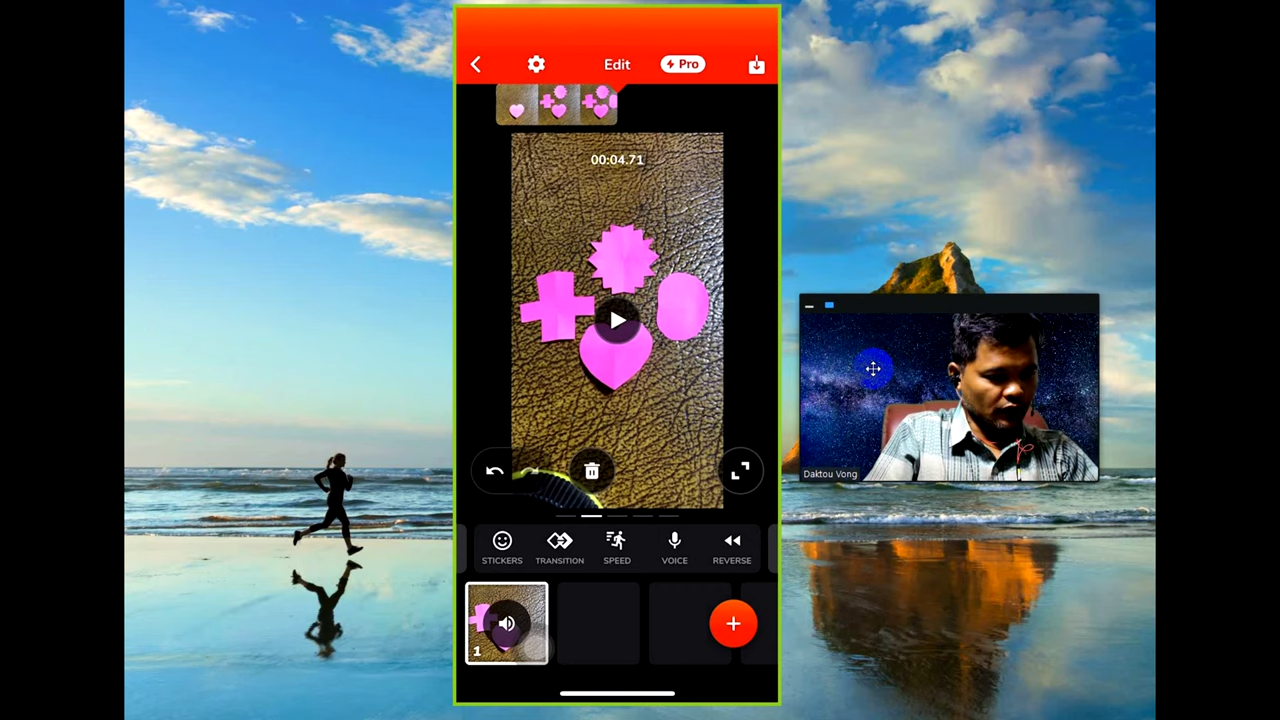 Edit
Pro
00:04.71
Daktou Vong
STICKERS
TRANSITION
SPEED
VOICE
REVERSE
1